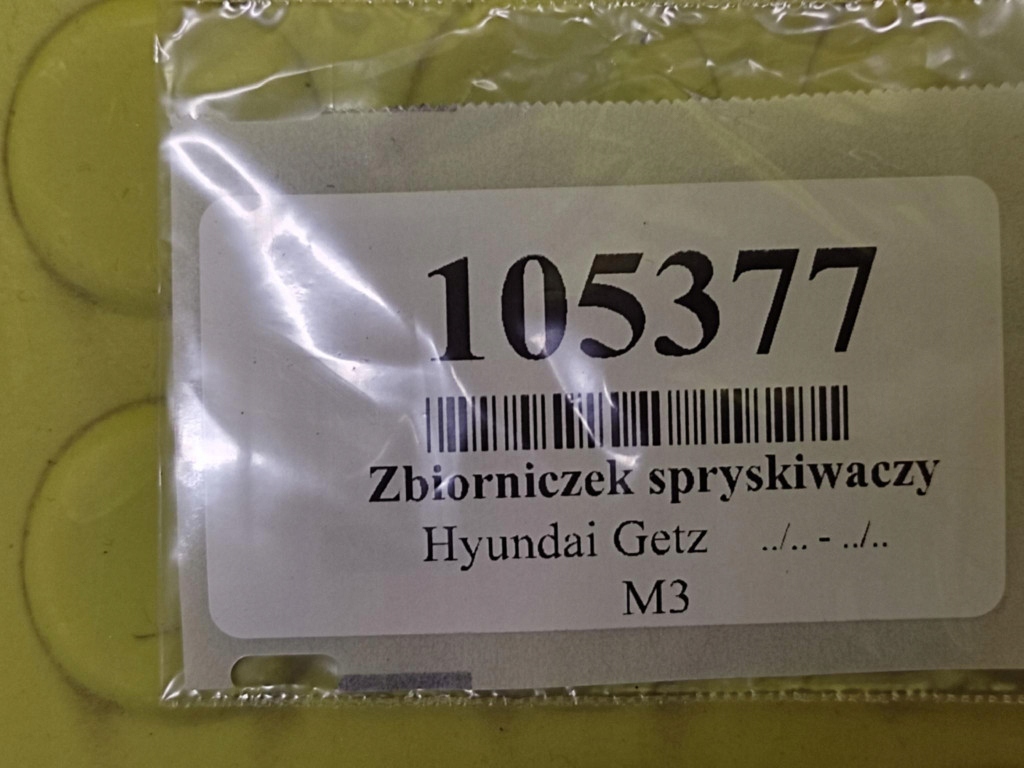 105377
Zbiorniczek spryskiwaczy
Hyundai Getz ../.. - ../..
M3